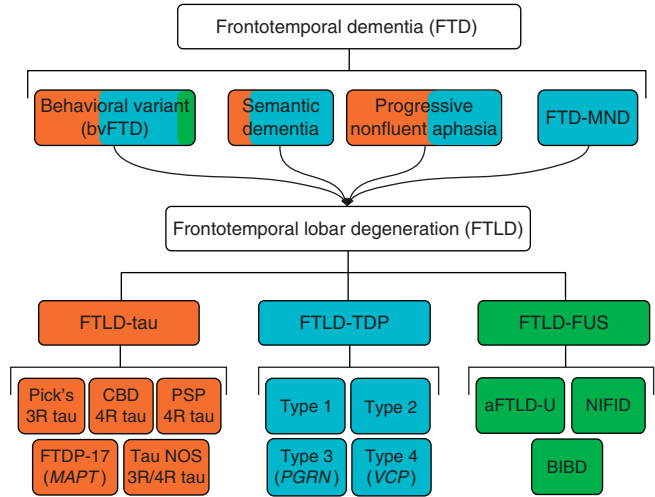 Frontotemporal dementia (FTD)
Behavioral variant
(bvFTD)
Semantic
dementia
Progressive
nonfluent aphasia
FTD-MND
Frontotemporal lobar degeneration (FTLD)
FTLD-tau
FTLD-TDP
FTLD-FUS
Pick's
3R tau
CBD
4R tau
PSP
4R tau
FTDP-17
(MAPT)
Tau NOS
3R/4R tau
Type 1
Type 2
Type 3
(PGRN)
Type 4
(VCP)
aFTLD-U
NIFID
BIBD